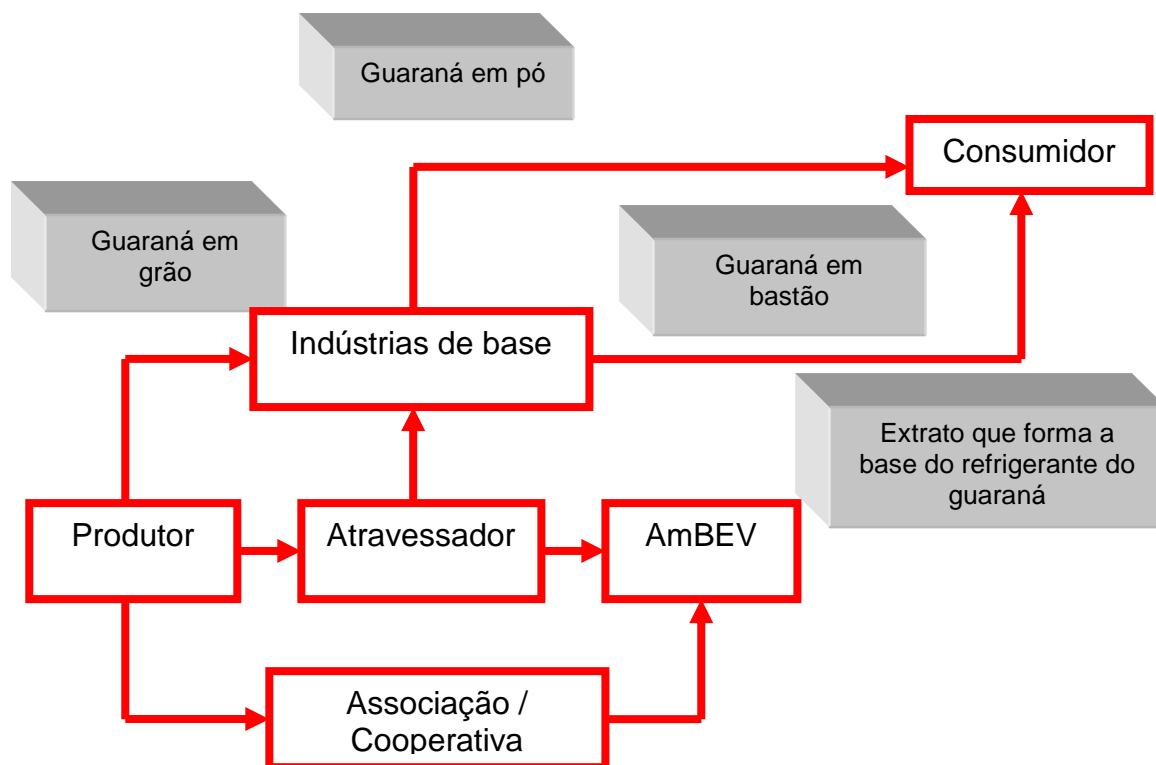 Guaraná em pó
Consumidor
Guaraná em
grão
Guaraná em
bastão
Indústrias de base
Extrato que forma a
base do refrigerante do
guaraná
Produtor
Atravessador
AmBEV
Associação /
Cooperativa